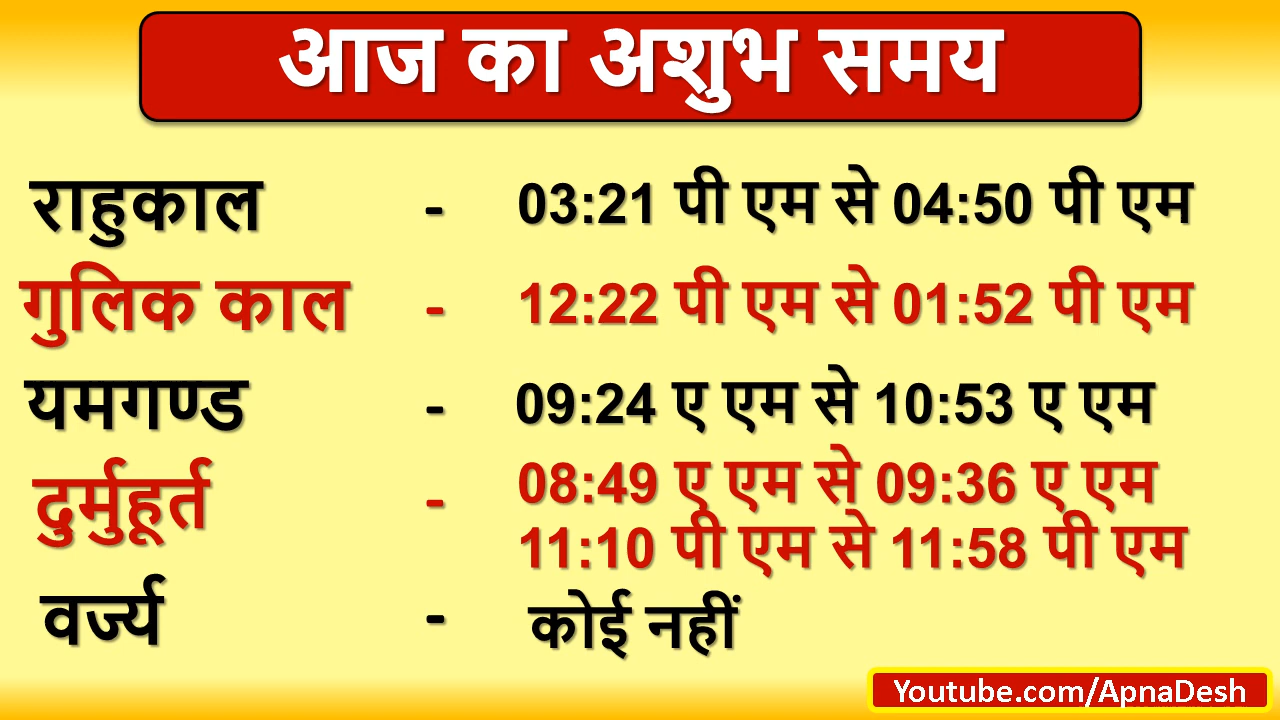 आज का अशुभ समय
राहुकाल - 03:21 पी एम से 04:50 पी एम
गुलिक काल - 12:22 पी एम से 01:52 पी एम
यमगण्ड - 09:24 ए एम से 10:53 ए एम
दुर्मुहूर्त - 08:49 ए एम से 09:36 ए एम
11:10 पी एम से 11:58 पी एम
वर्ज्य - कोई नहीं
Youtube.com/ApnaDesh